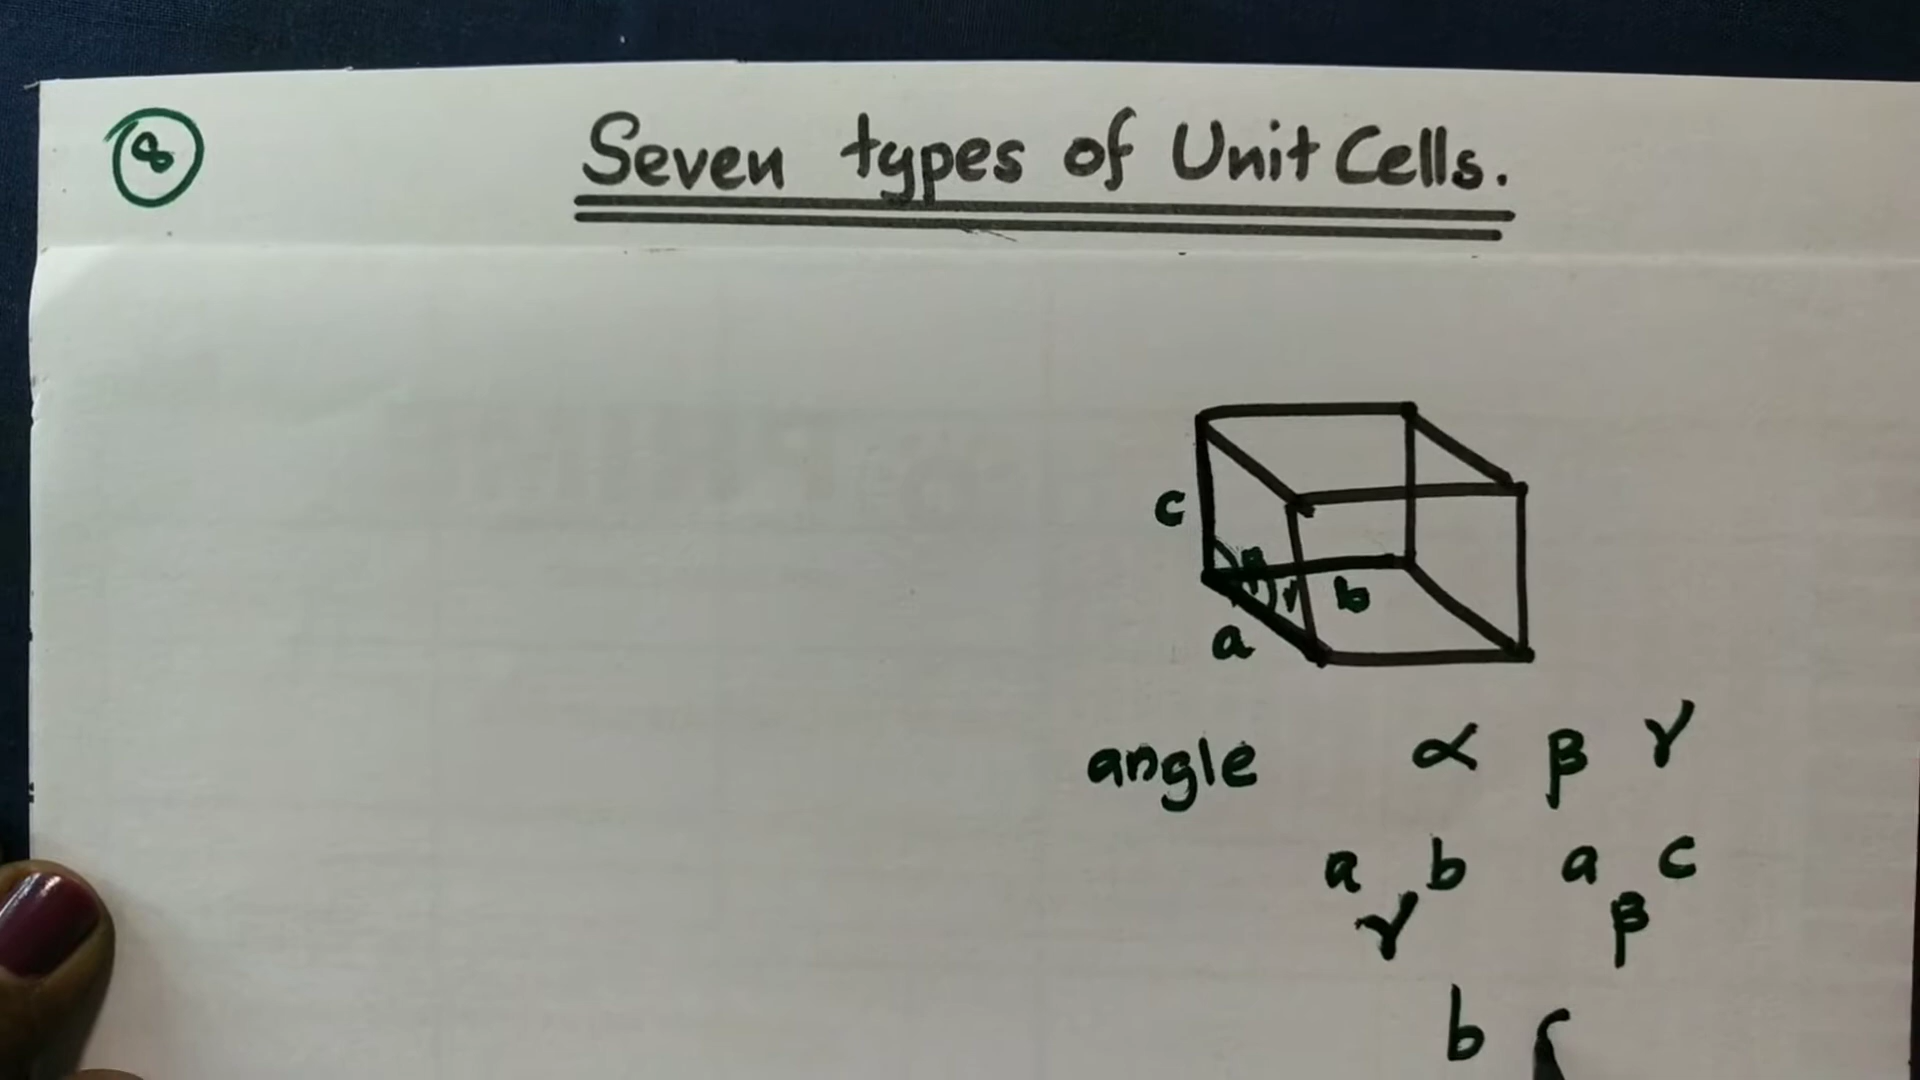 8
Seven types of Unit Cells.
c
b
a
angle α β γ
a b a c
γ β
b c